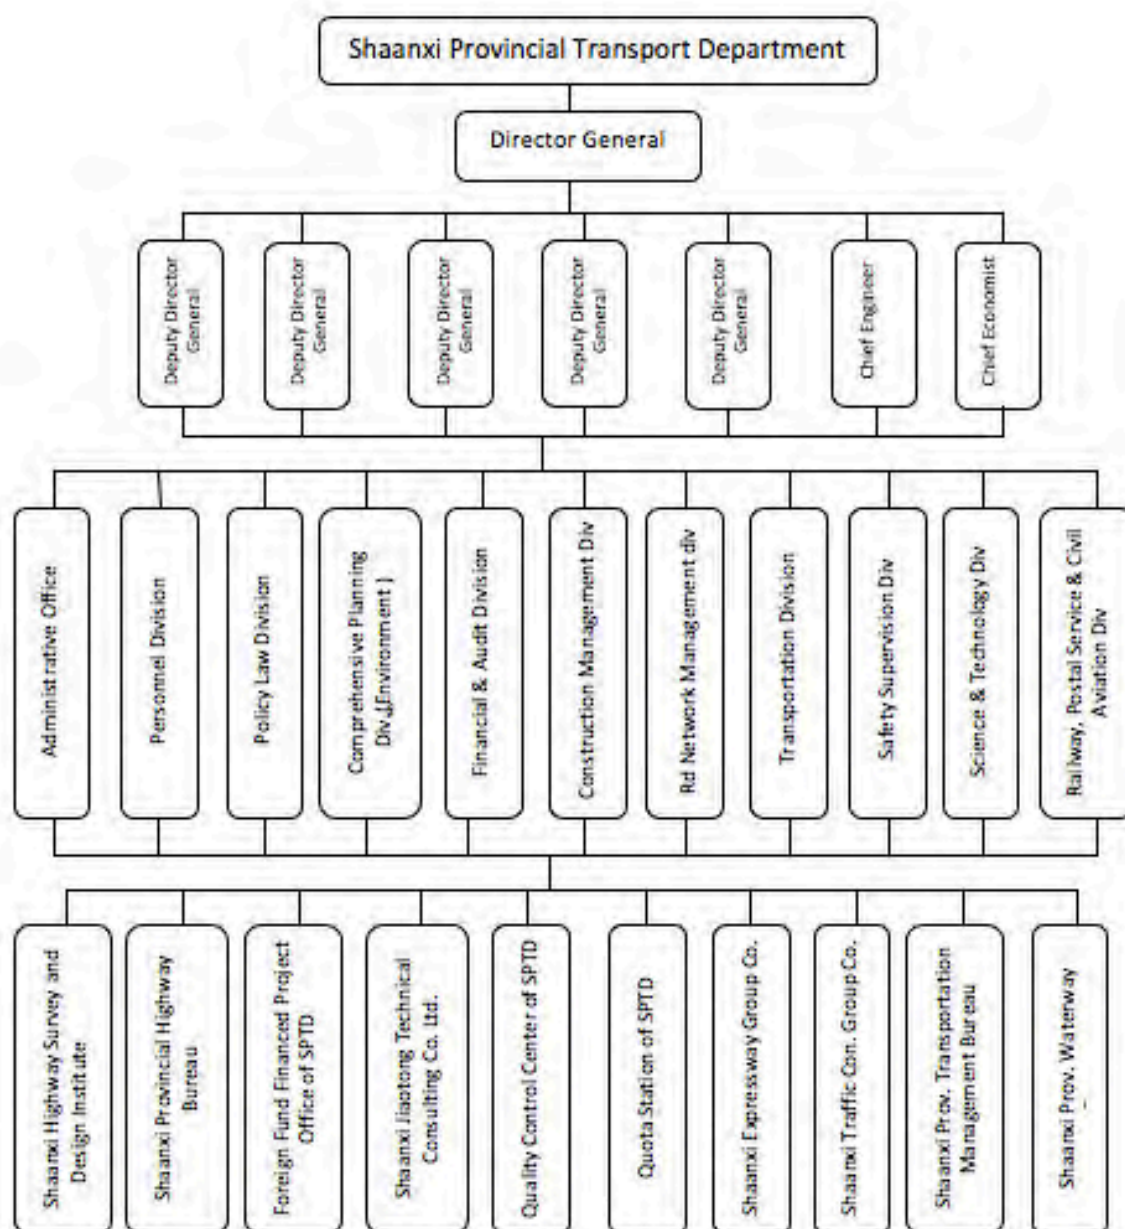 Shaanxi Provincial Transport Department
Director General
Deputy Director
General
Deputy Director
General
Deputy Director
General
Deputy Director
General
Deputy Director
General
Chief Engineer
Chief Economist
Administrative Office
Personnel Division
Policy Law Division
Comprehensive Planning
Div.(Environment )
Financial & Audit Division
Construction Management Div
Rd Network Management div
Transportation Division
Safety Supervision Div
Science & Technology Div
Railway, Postal Service & Civil
Aviation Div
Shaanxi Highway Survey and
Design Institute
Shaanxi Provincial Highway
Bureau
Foreign Fund Financed Project
Office of SPTD
Shaanxi Jiaotong Technical
Consulting Co. Ltd.
Quality Control Center of SPTD
Quota Station of SPTD
Shaanxi Expressway Group Co.
Shaanxi Traffic Con. Group Co.
Shaanxi Prov. Transportation
Management Bureau
Shaanxi Prov. Waterway